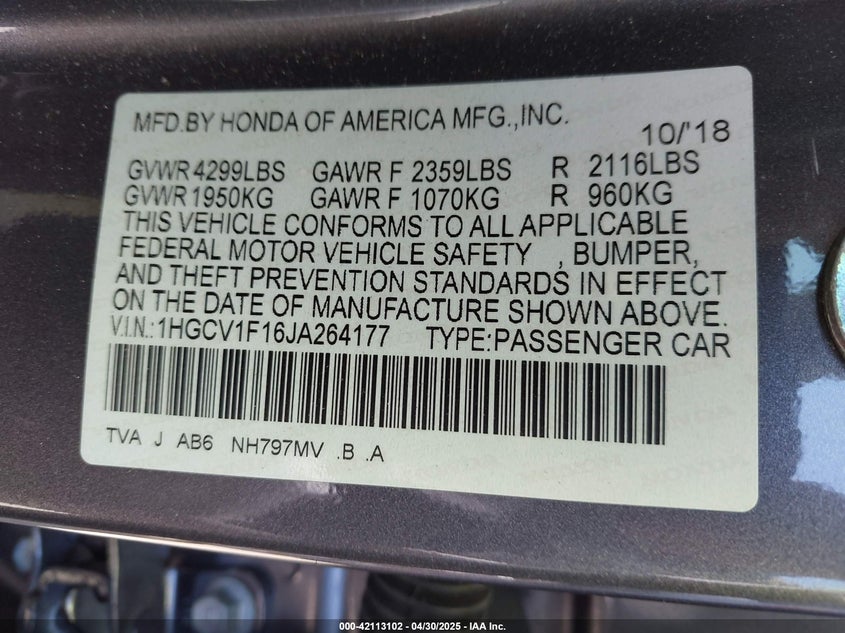 MFD.BY HONDA OF AMERICA MFG.,INC.
10/'18
GVWR 4299LBS GAWR F 2359LBS R 2116LBS
GVWR 1950KG GAWR F 1070KG R 960KG
THIS VEHICLE CONFORMS TO ALL APPLICABLE
FEDERAL MOTOR VEHICLE SAFETY , BUMPER,
AND THEFT PREVENTION STANDARDS IN EFFECT
ON THE DATE OF MANUFACTURE SHOWN ABOVE.
V.I.N.:1HGCV1F16JA264177 TYPE:PASSENGER CAR
TVA J AB6 NH797MV .B .A
000-42113102 - 04/30/2025 - IAA Inc.